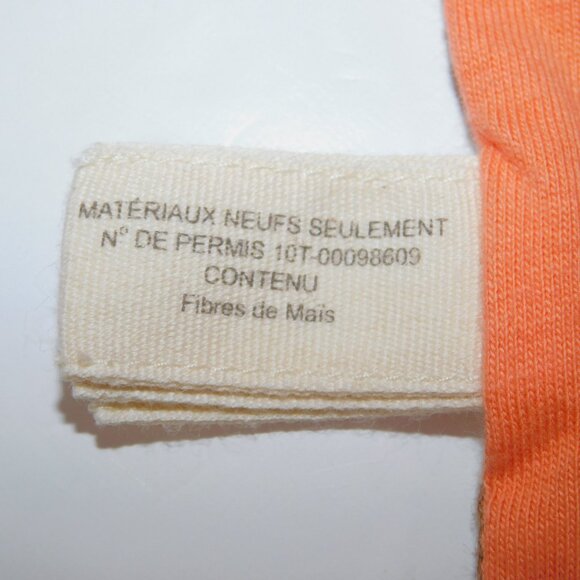 MATÉRIAUX NEUFS SEULEMENT
N° DE PERMIS 10T-00098609
CONTENU
Fibres de Maïs